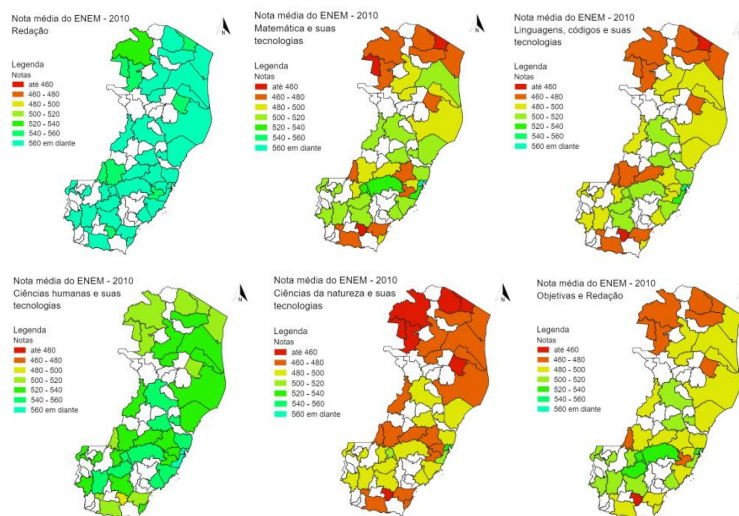 Nota média do ENEM - 2010
Redação
Legenda
Notas
até 460
460 - 480
480 - 500
500 - 520
520 - 540
540 - 560
560 em diante
N
Nota média do ENEM - 2010
Matemática e suas
tecnologias
Legenda
Notas
até 460
460 - 480
480 - 500
500 - 520
520 - 540
540 - 560
560 em diante
N
Nota média do ENEM - 2010
Linguagens, códigos e suas
tecnologias
Legenda
Notas
até 460
460 - 480
480 - 500
500 - 520
520 - 540
540 - 560
560 em diante
N
Nota média do ENEM - 2010
Ciências humanas e suas
tecnologias
Legenda
Notas
até 460
460 - 480
480 - 500
500 - 520
520 - 540
540 - 560
560 em diante
N
Nota média do ENEM - 2010
Ciências da natureza e suas
tecnologias
Legenda
Notas
até 460
460 - 480
480 - 500
500 - 520
520 - 540
540 - 560
560 em diante
N
Nota média do ENEM - 2010
Objetivas e Redação
Legenda
Notas
até 460
460 - 480
480 - 500
500 - 520
520 - 540
540 - 560
560 em diante
N